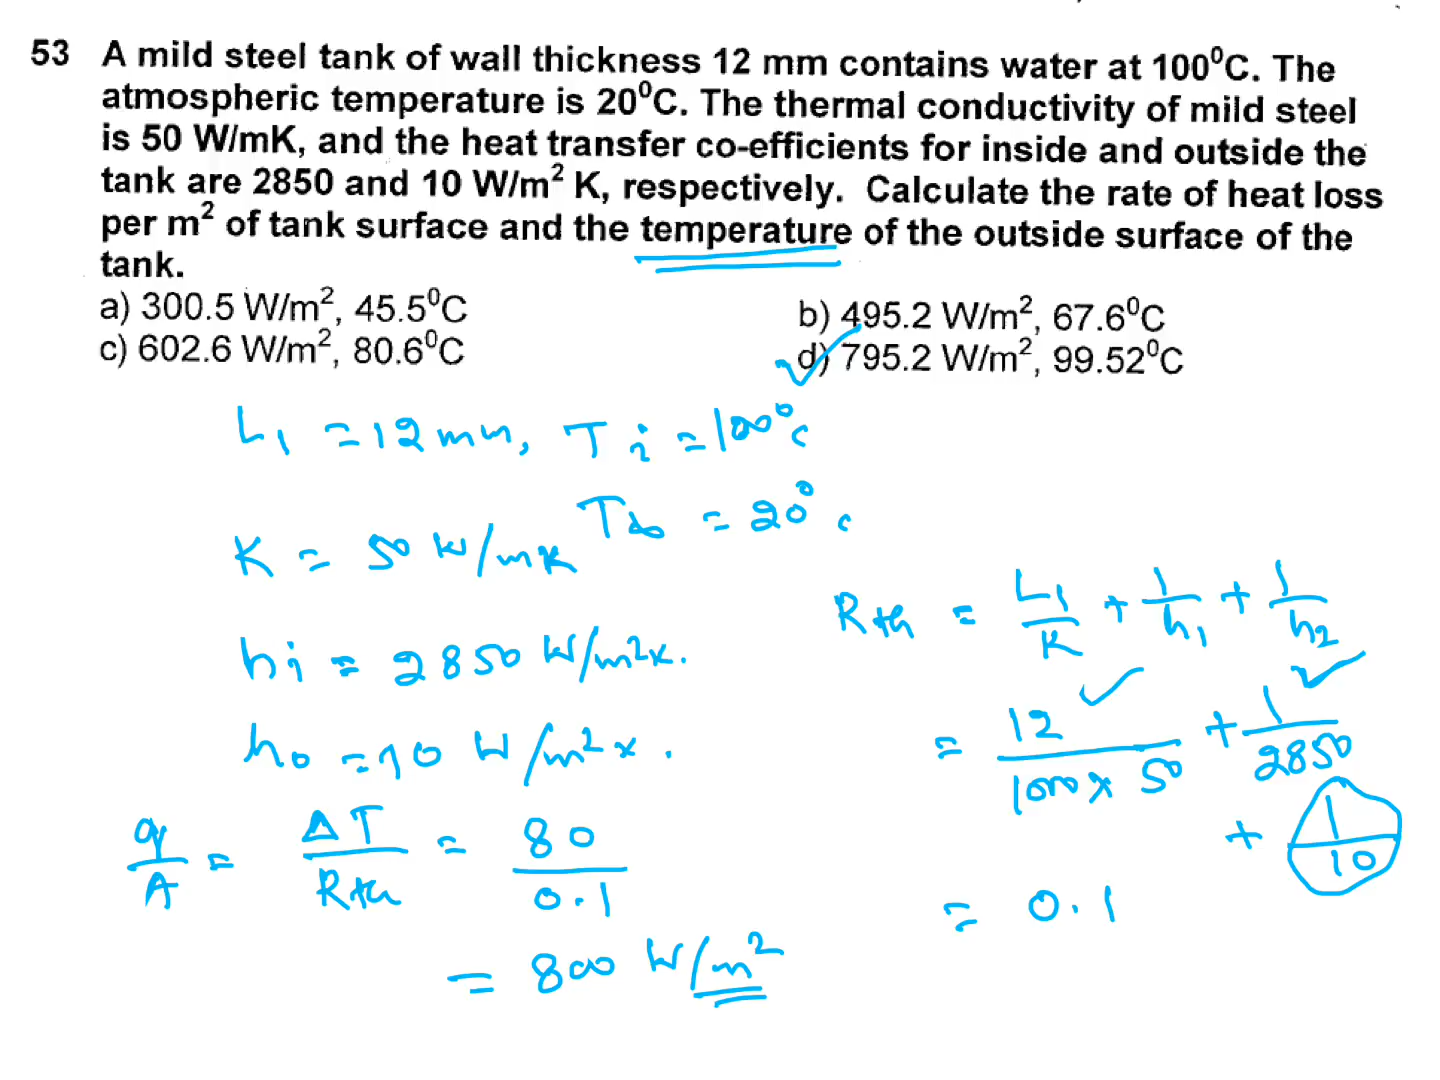 53 A mild steel tank of wall thickness 12 mm contains water at 100⁰C. The
atmospheric temperature is 20⁰C. The thermal conductivity of mild steel
is 50 W/mK, and the heat transfer co-efficients for inside and outside the
tank are 2850 and 10 W/m² K, respectively. Calculate the rate of heat loss
per m² of tank surface and the temperature of the outside surface of the
tank.
a) 300.5 W/m², 45.5⁰C b) 495.2 W/m², 67.6⁰C
c) 602.6 W/m², 80.6⁰C d) 795.2 W/m², 99.52⁰C
L₁ = 12 mm, Ti = 100°c
K = 50 W/mK T∞ = 20°c
Rth = L₁/K + 1/h₁ + 1/h₂
hi = 2850 W/m²K.
= 12/1000 × 50 + 1/2850
ho = 10 W/m²K.
+ 1/10
q/A = ΔT/Rth = 80/0.1
= 0.1
= 800 W/m²